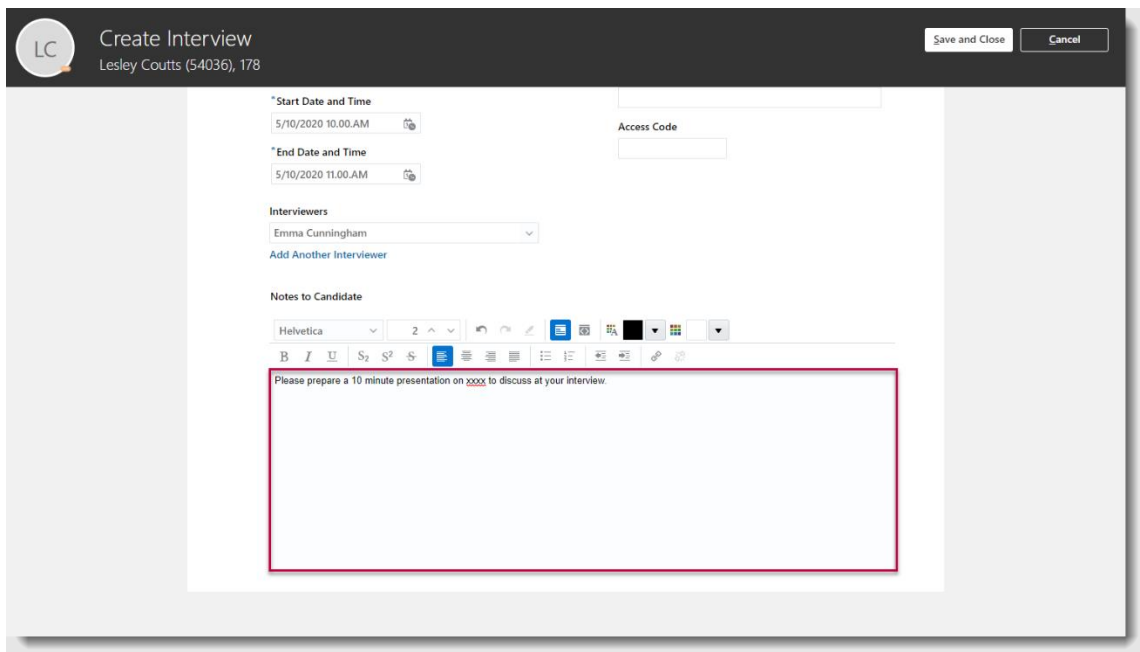 LC
Create Interview
Lesley Coutts (54036), 178
Save and Close
Cancel
*Start Date and Time
5/10/2020 10.00.AM
Access Code
*End Date and Time
5/10/2020 11.00.AM
Interviewers
Emma Cunningham
Add Another Interviewer
Notes to Candidate
Helvetica 2
B I U S2 S2 S
Please prepare a 10 minute presentation on xxxx to discuss at your interview.